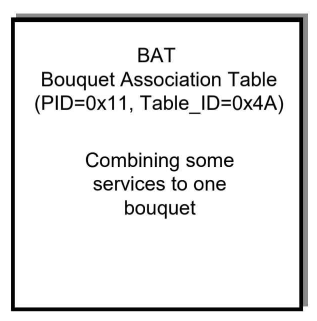 BAT
Bouquet Association Table
(PID=0x11, Table_ID=0x4A)
Combining some
services to one
bouquet